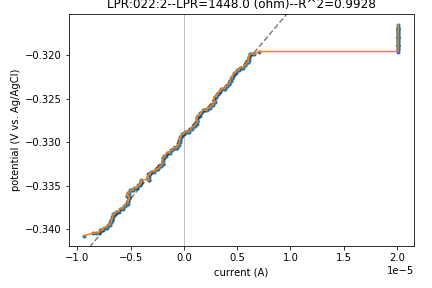 LPR:022:2--LPR=1448.0 (ohm)--R^2=0.9928
potential (V vs. Ag/AgCl)
−0.320
−0.325
−0.330
−0.335
−0.340
−1.0 −0.5 0.0 0.5 1.0 1.5 2.0
1e−5
current (A)